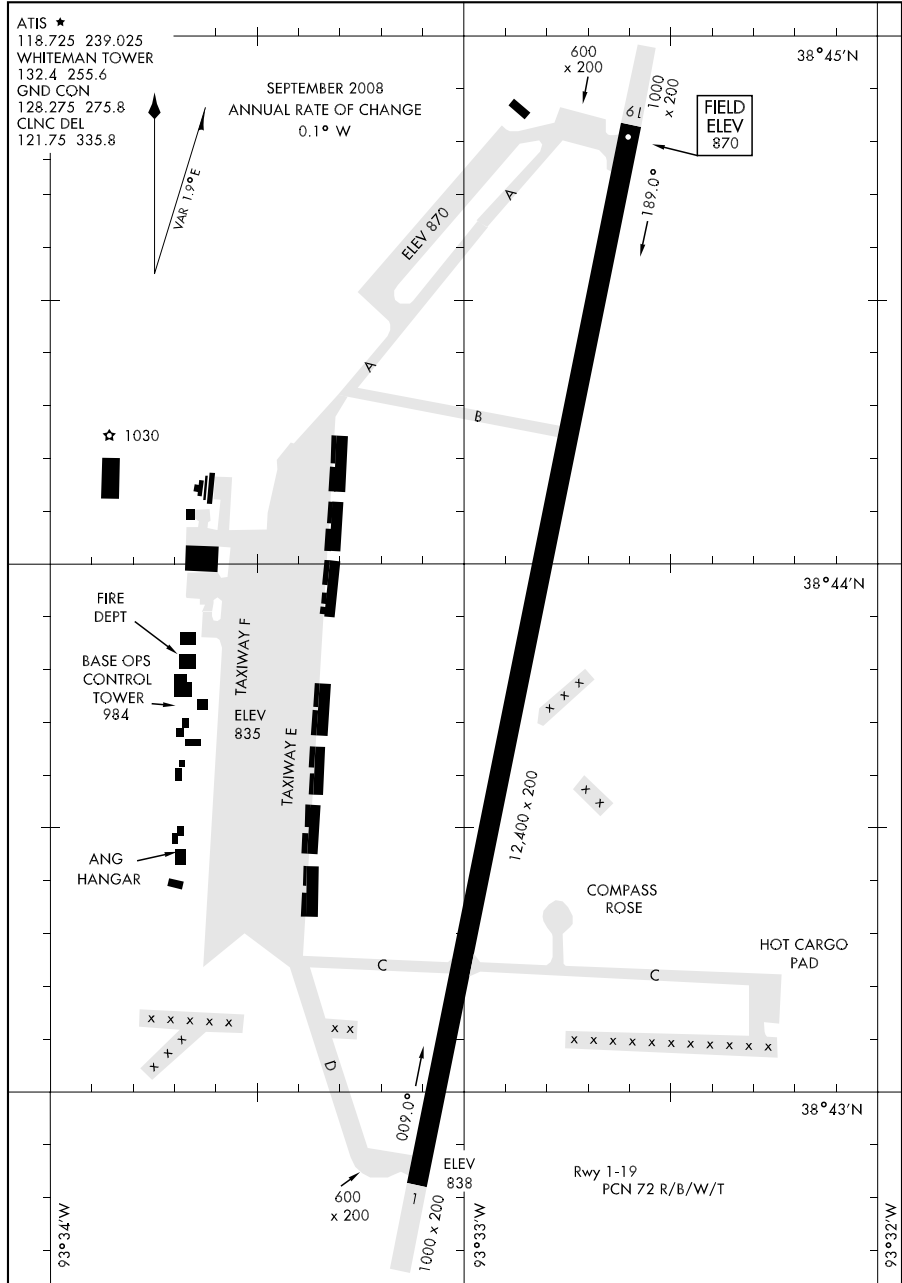 ATIS ★
118.725 239.025
WHITEMAN TOWER
132.4 255.6
GND CON
128.275 275.8
CLNC DEL
121.75 335.8
VAR 1.9° E
SEPTEMBER 2008
ANNUAL RATE OF CHANGE
0.1° W
600
x 200
38°45'N
1000
x 200
19
FIELD
ELEV
870
189.0°
A
ELEV 870
A
B
1030
38°44'N
FIRE
DEPT
BASE OPS
CONTROL
TOWER
984
TAXIWAY F
ELEV
835
TAXIWAY E
x x x
x x
12,400 x 200
ANG
HANGAR
COMPASS
ROSE
HOT CARGO
PAD
C
C
x x x x x
x x x
x x
x x x x x x x x x x x
D
009.0°
38°43'N
ELEV
838
1
600
x 200
1000 x 200
Rwy 1-19
PCN 72 R/B/W/T
93°34'W
93°33'W
93°32'W